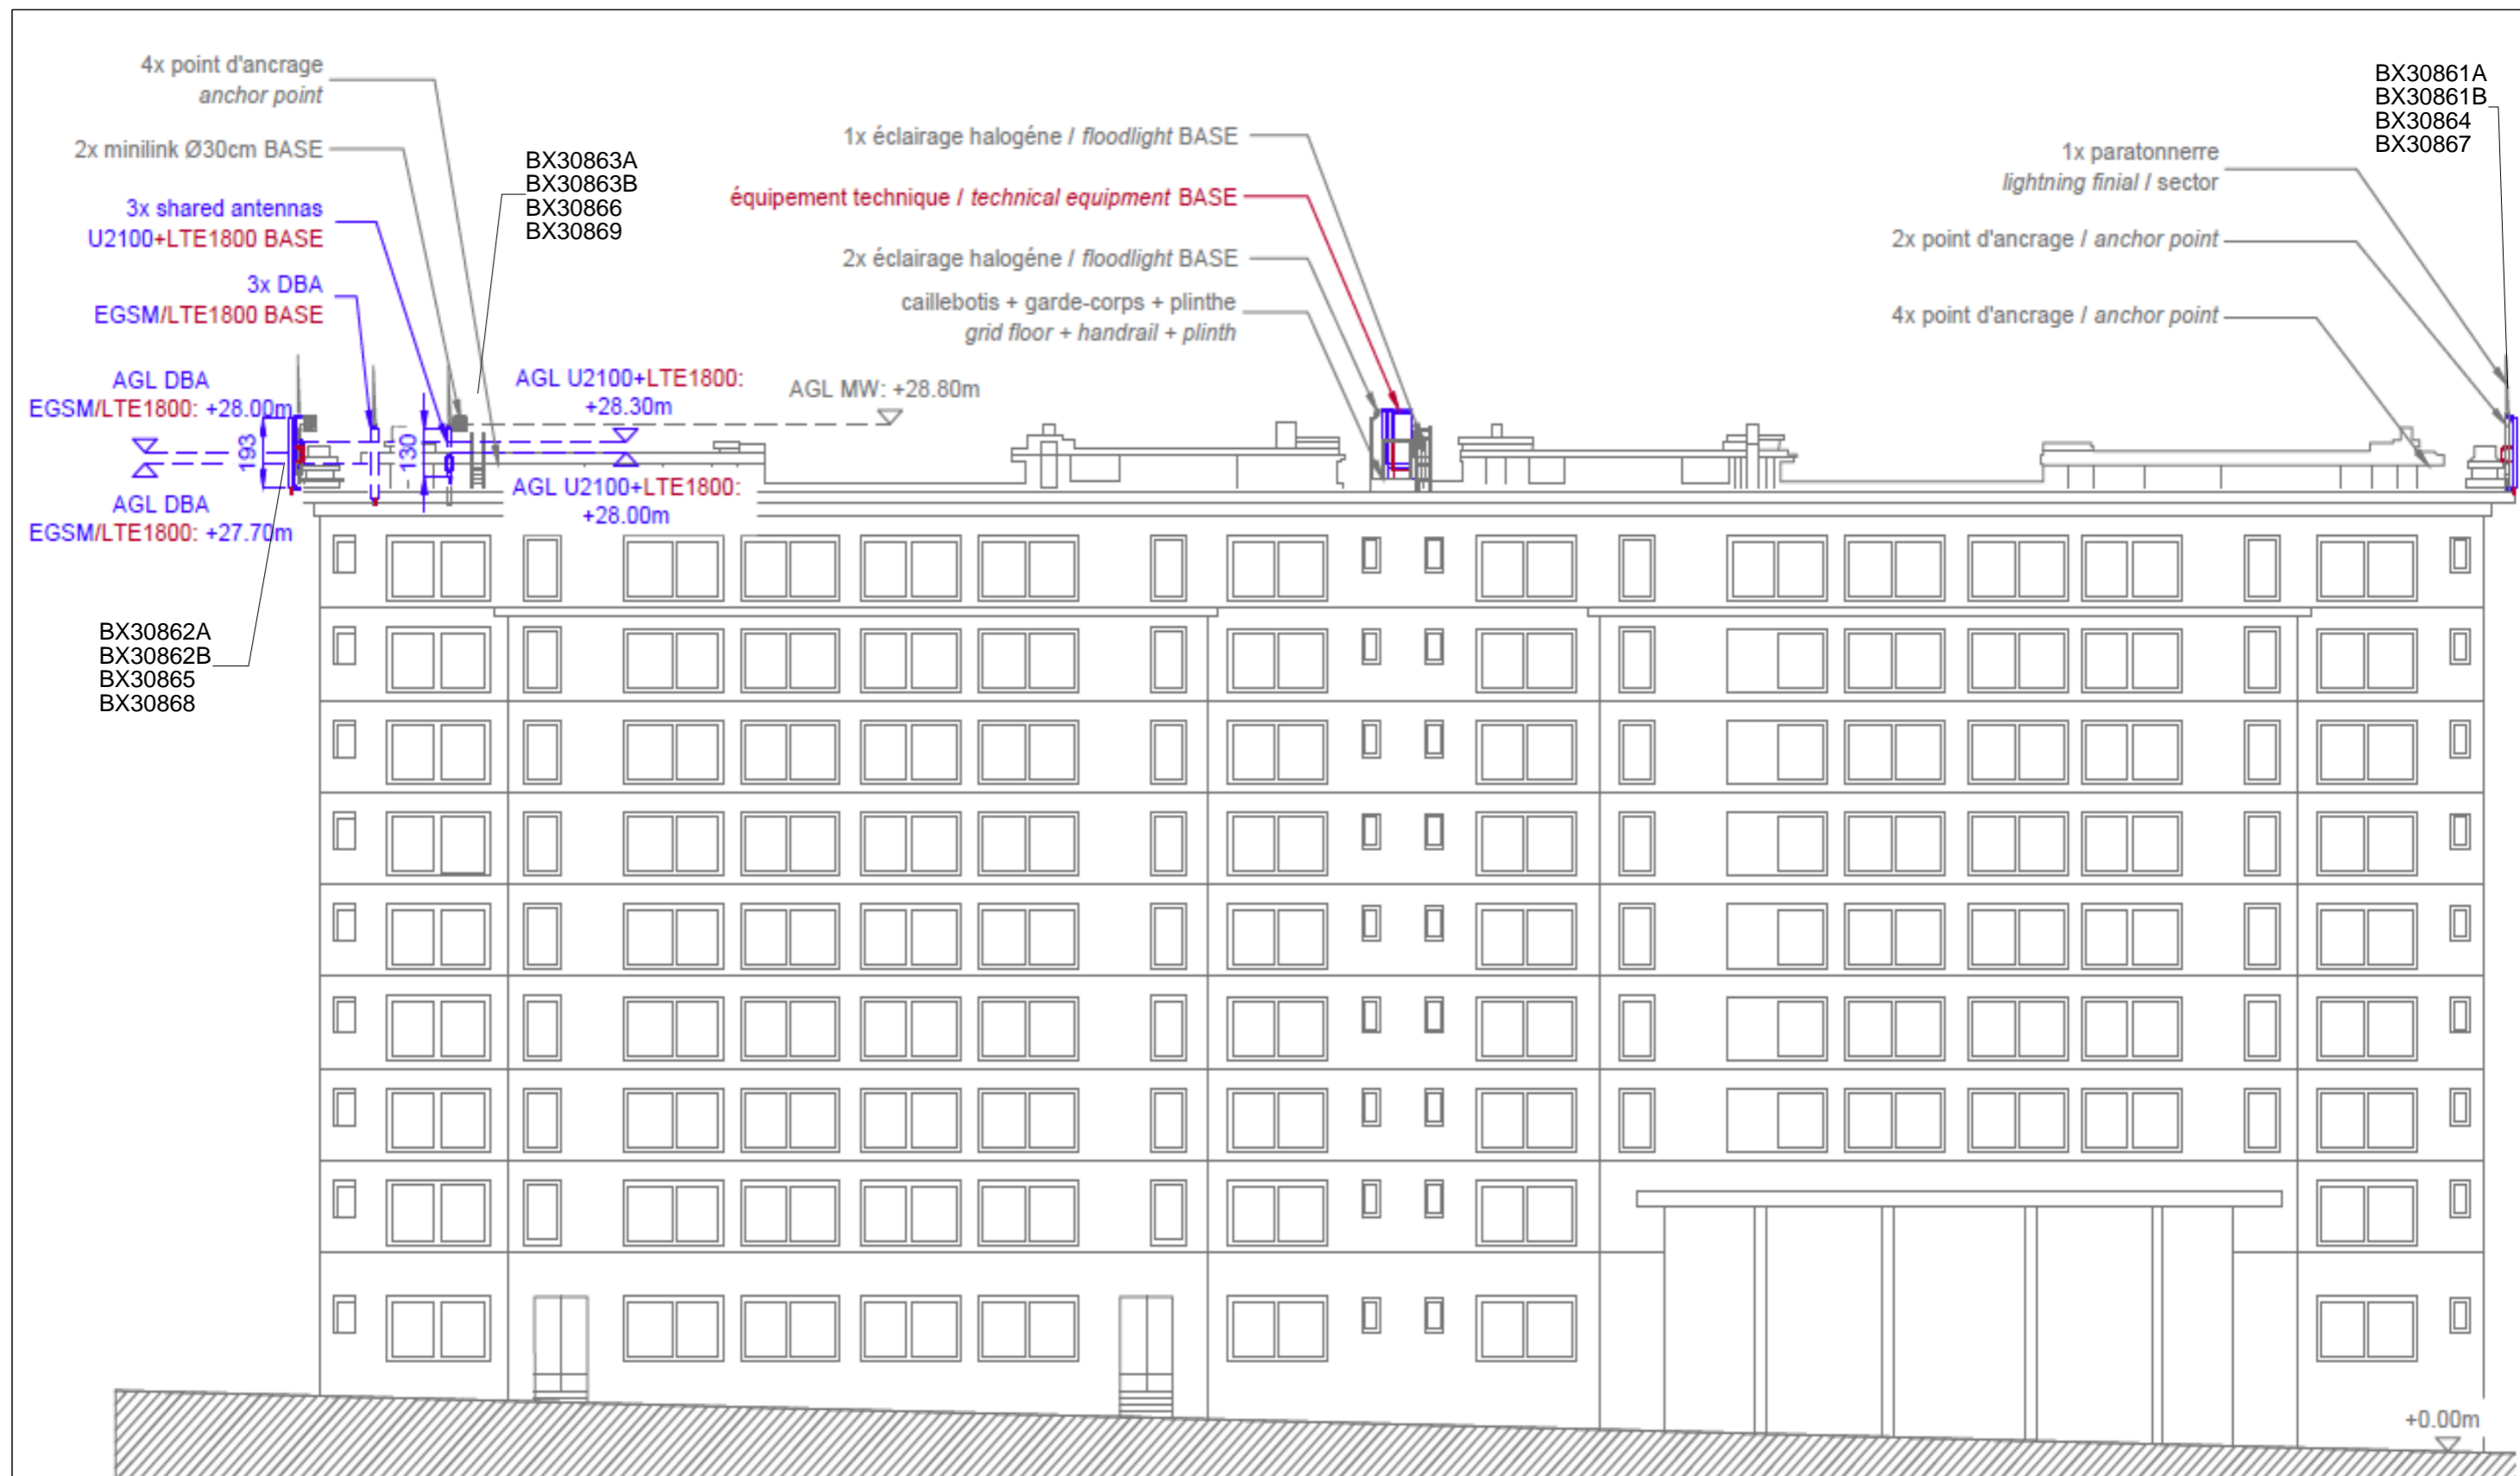 4x point d'ancrage
anchor point
2x minilink Ø30cm BASE
3x shared antennas
U2100+LTE1800 BASE
3x DBA
EGSM/LTE1800 BASE
BX30863A
BX30863B
BX30866
BX30869
1x éclairage halogéne / floodlight BASE
équipement technique / technical equipment BASE
2x éclairage halogéne / floodlight BASE
caillebotis + garde-corps + plinthe
grid floor + handrail + plinth
BX30861A
BX30861B
BX30864
BX30867
1x paratonnerre
lightning finial / sector
2x point d'ancrage / anchor point
4x point d'ancrage / anchor point
AGL DBA
EGSM/LTE1800: +28.00m
AGL U2100+LTE1800:
+28.30m
AGL MW: +28.80m
193
130
AGL DBA
EGSM/LTE1800: +27.70m
AGL U2100+LTE1800:
+28.00m
BX30862A
BX30862B
BX30865
BX30868
+0.00m